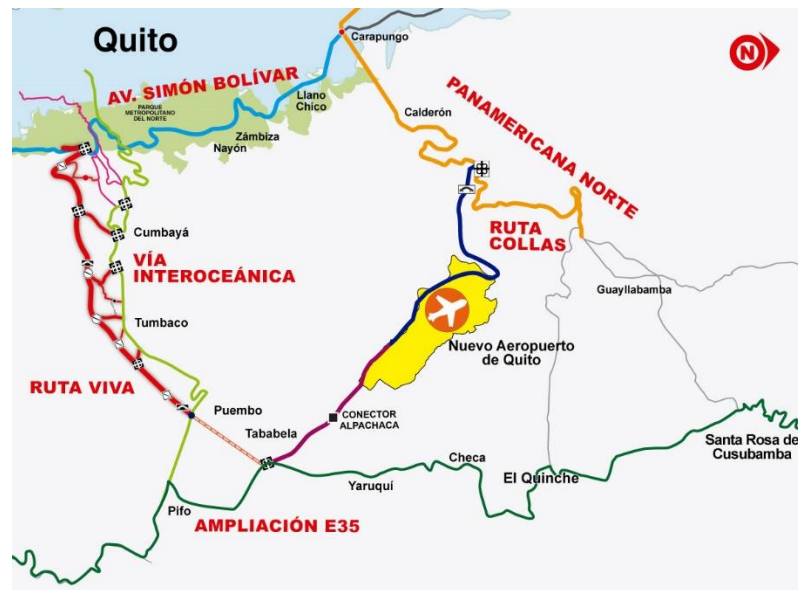 Quito
Carapungo
N
AV. SIMÓN BOLÍVAR
PARQUE
METROPOLITANO
DEL NORTE
Llano
Chico
Zámbiza
Nayón
Calderón
PANAMERICANA NORTE
RUTA
COLLAS
Cumbayá
VÍA
INTEROCEÁNICA
Guayllabamba
Tumbaco
Nuevo Aeropuerto
de Quito
RUTA VIVA
Puembo
CONECTOR
ALPACHACA
Tababela
Santa Rosa de
Cusubamba
Checa
El Quinche
Yaruquí
Pifo
AMPLIACIÓN E35